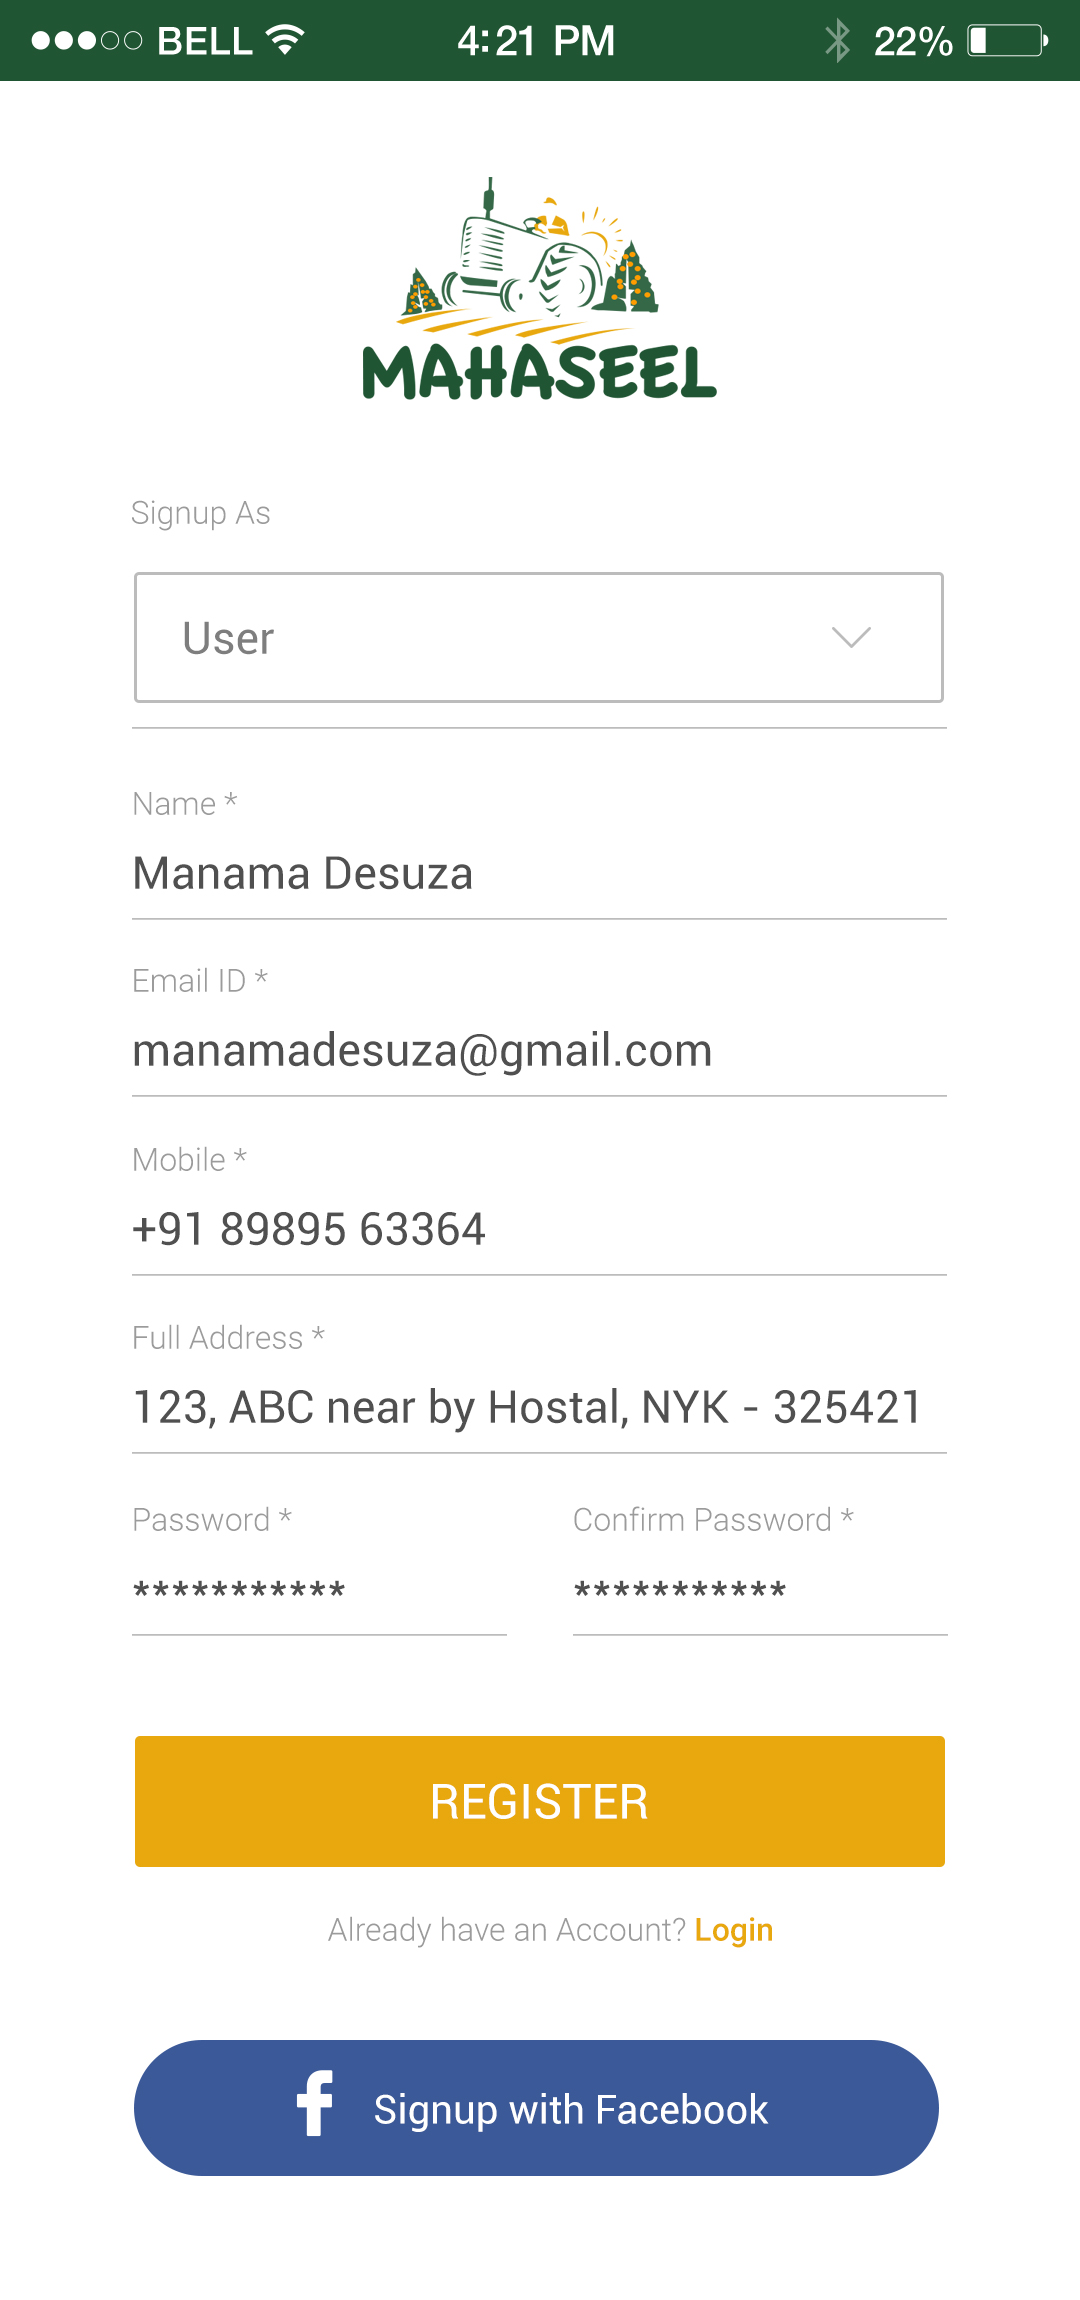 BELL 4:21 PM 22%
MAHASEEL
Signup As
User
Name *
Manama Desuza
Email ID *
manamadesuza@gmail.com
Mobile *
+91 89895 63364
Full Address *
123, ABC near by Hostal, NYK - 325421
Password * Confirm Password *
*********** ***********
REGISTER
Already have an Account? Login
f Signup with Facebook